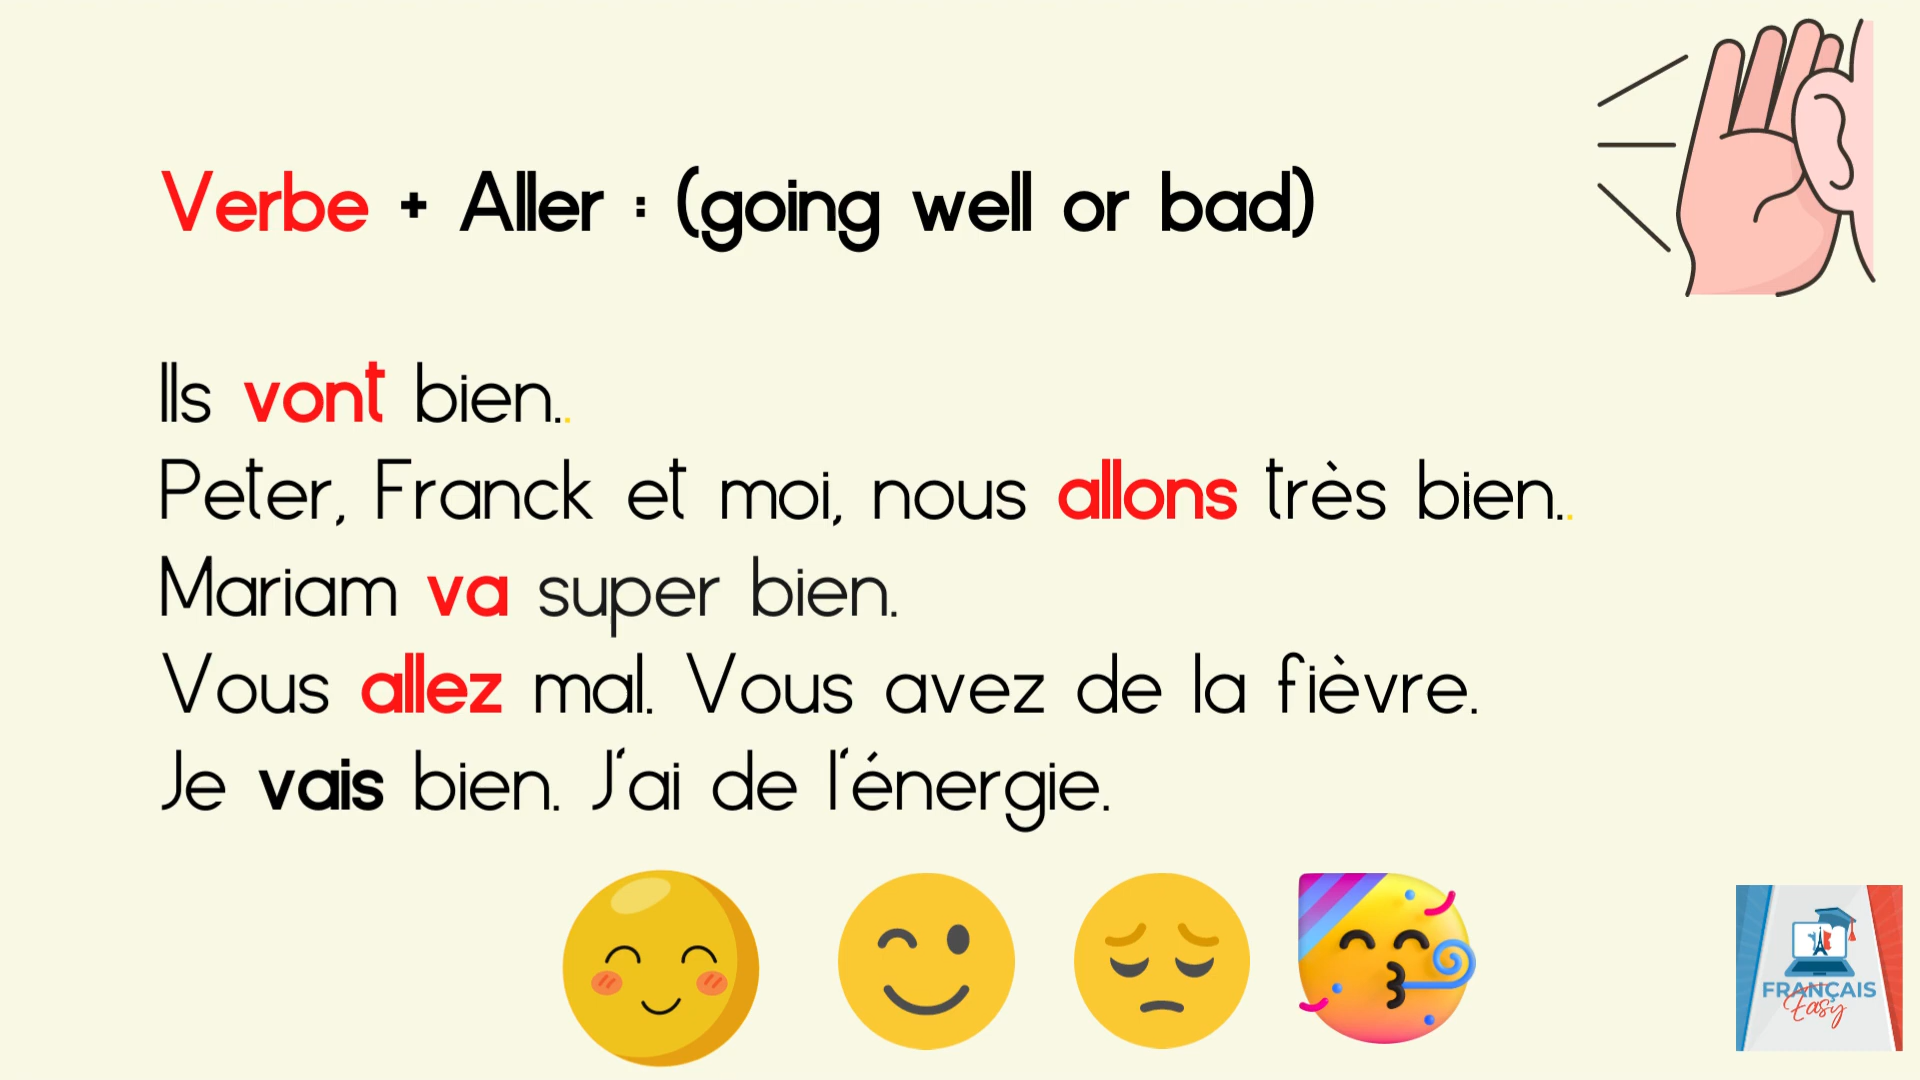 Verbe + Aller : (going well or bad)
Ils vont bien..
Peter, Franck et moi, nous allons très bien..
Mariam va super bien.
Vous allez mal. Vous avez de la fièvre.
Je vais bien. J'ai de l'énergie.
FRANÇAIS
Easy